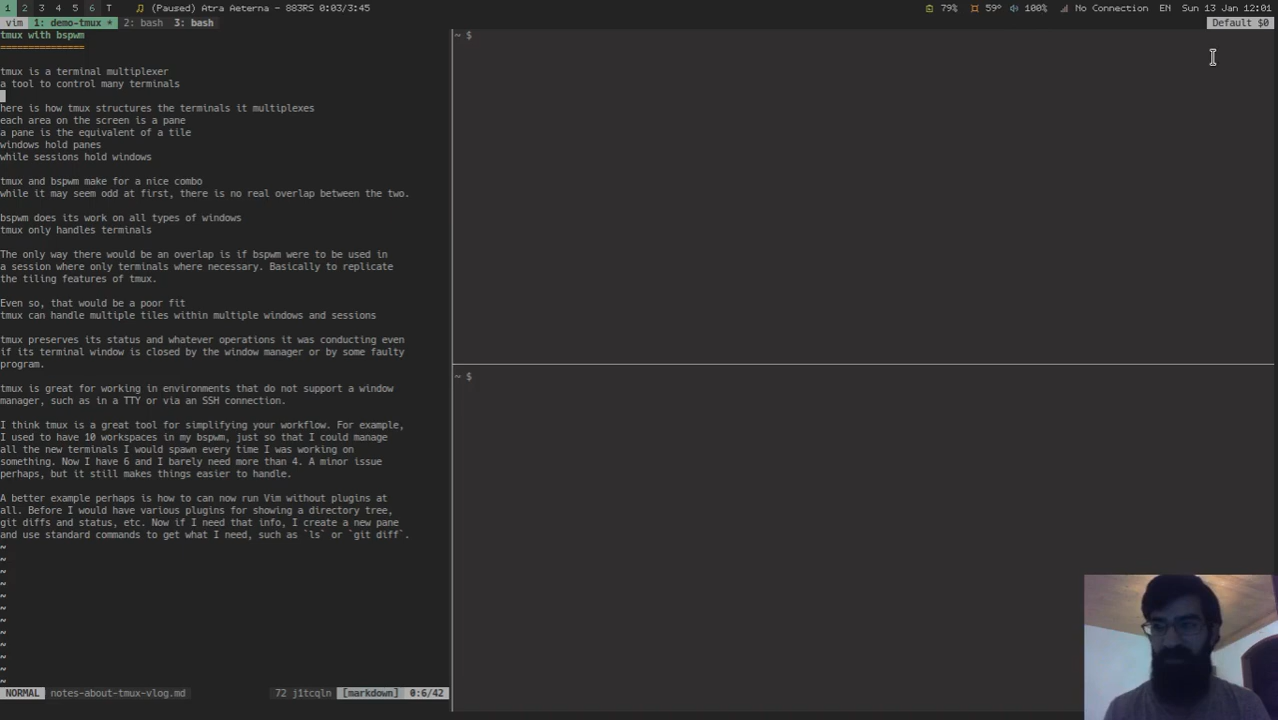 1 2 3 4 5 6 T ♫ (Paused) Atra Aeterna - 883RS 0:03/3:45 79% 59° 100% No Connection EN Sun 13 Jan 12:01
vim 1: demo-tmux * 2: bash 3: bash Default $0
tmux with bspwm
===============
tmux is a terminal multiplexer
a tool to control many terminals
here is how tmux structures the terminals it multiplexes
each area on the screen is a pane
a pane is the equivalent of a tile
windows hold panes
while sessions hold windows
tmux and bspwm make for a nice combo
while it may seem odd at first, there is no real overlap between the two.
bspwm does its work on all types of windows
tmux only handles terminals
The only way there would be an overlap is if bspwm were to be used in
a session where only terminals where necessary. Basically to replicate
the tiling features of tmux.
Even so, that would be a poor fit
tmux can handle multiple tiles within multiple windows and sessions
tmux preserves its status and whatever operations it was conducting even
if its terminal window is closed by the window manager or by some faulty
program.
tmux is great for working in environments that do not support a window
manager, such as in a TTY or via an SSH connection.
I think tmux is a great tool for simplifying your workflow. For example,
I used to have 10 workspaces in my bspwm, just so that I could manage
all the new terminals I would spawn every time I was working on
something. Now I have 6 and I barely need more than 4. A minor issue
perhaps, but it still makes things easier to handle.
A better example perhaps is how to can now run Vim without plugins at
all. Before I would have various plugins for showing a directory tree,
git diffs and status, etc. Now if I need that info, I create a new pane
and use standard commands to get what I need, such as `ls` or `git diff`.
~
~
~
~
~
~
~
~
~
~
~
~
NORMAL notes-about-tmux-vlog.md 72 j1tcqln [markdown] 0:6/42
~ $
~ $